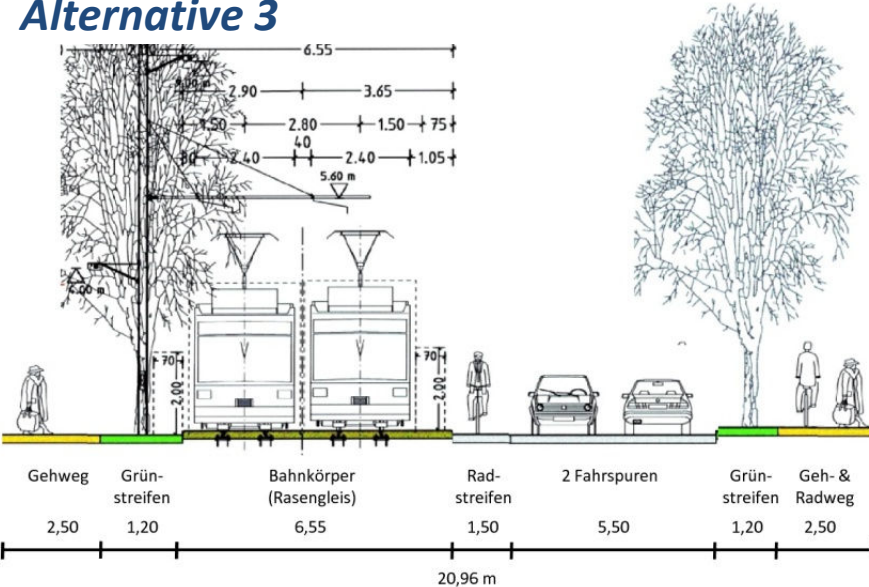 Alternative 3
6.55
2.90 3.65
1.50 2.80 1.50 75
40
2.40 2.40 1.05
5.60 m
70 70
2.00 2.00
Gehweg Grün- Bahnkörper Rad- 2 Fahrspuren Grün- Geh- &
streifen (Rasengleis) streifen streifen Radweg
2,50 1,20 6,55 1,50 5,50 1,20 2,50
20,96 m